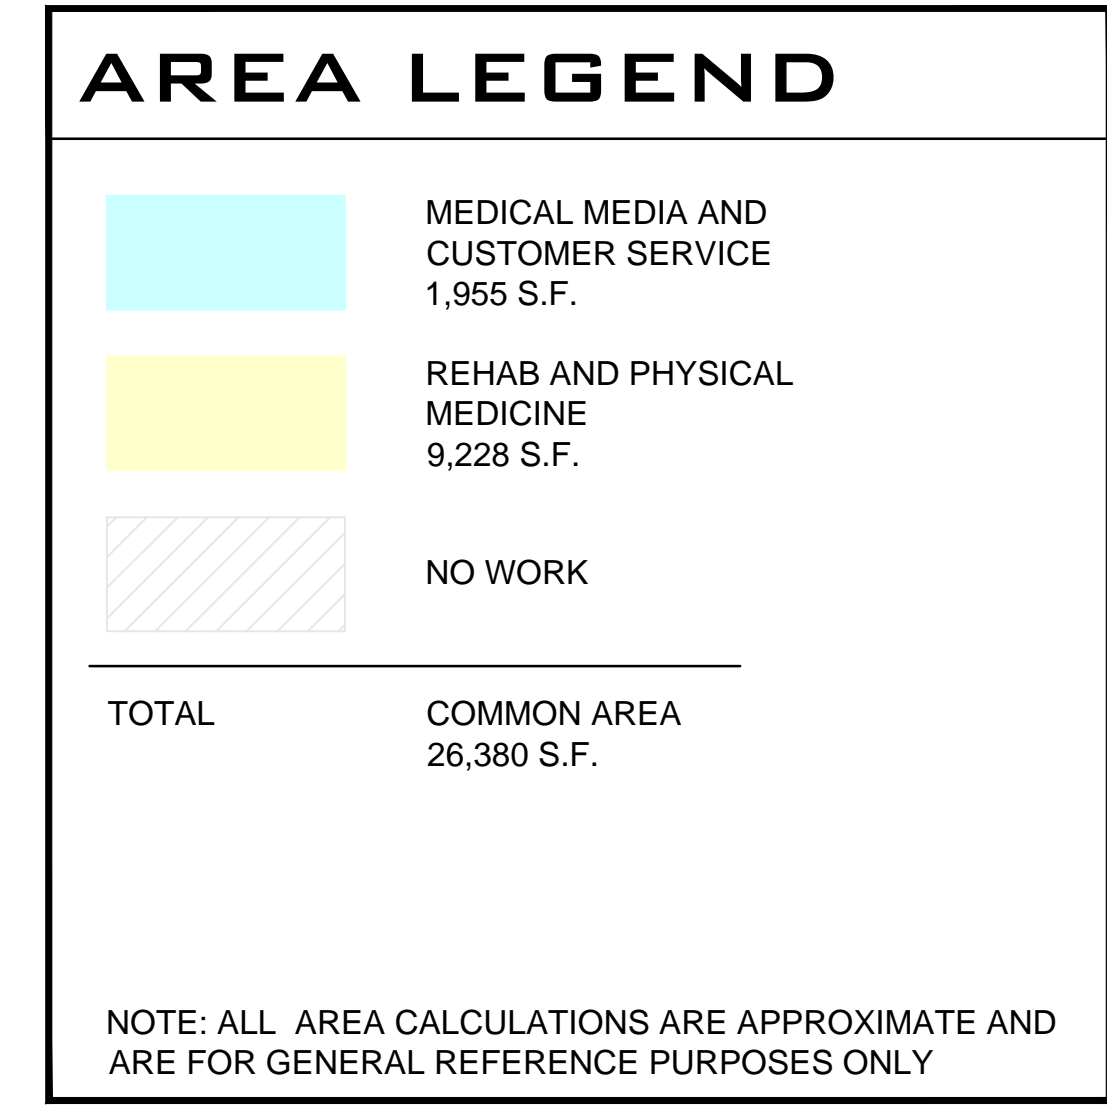 AREA LEGEND
MEDICAL MEDIA AND
CUSTOMER SERVICE
1,955 S.F.
REHAB AND PHYSICAL
MEDICINE
9,228 S.F.
NO WORK
TOTAL
COMMON AREA
26,380 S.F.
NOTE: ALL  AREA CALCULATIONS ARE APPROXIMATE AND
ARE FOR GENERAL REFERENCE PURPOSES ONLY